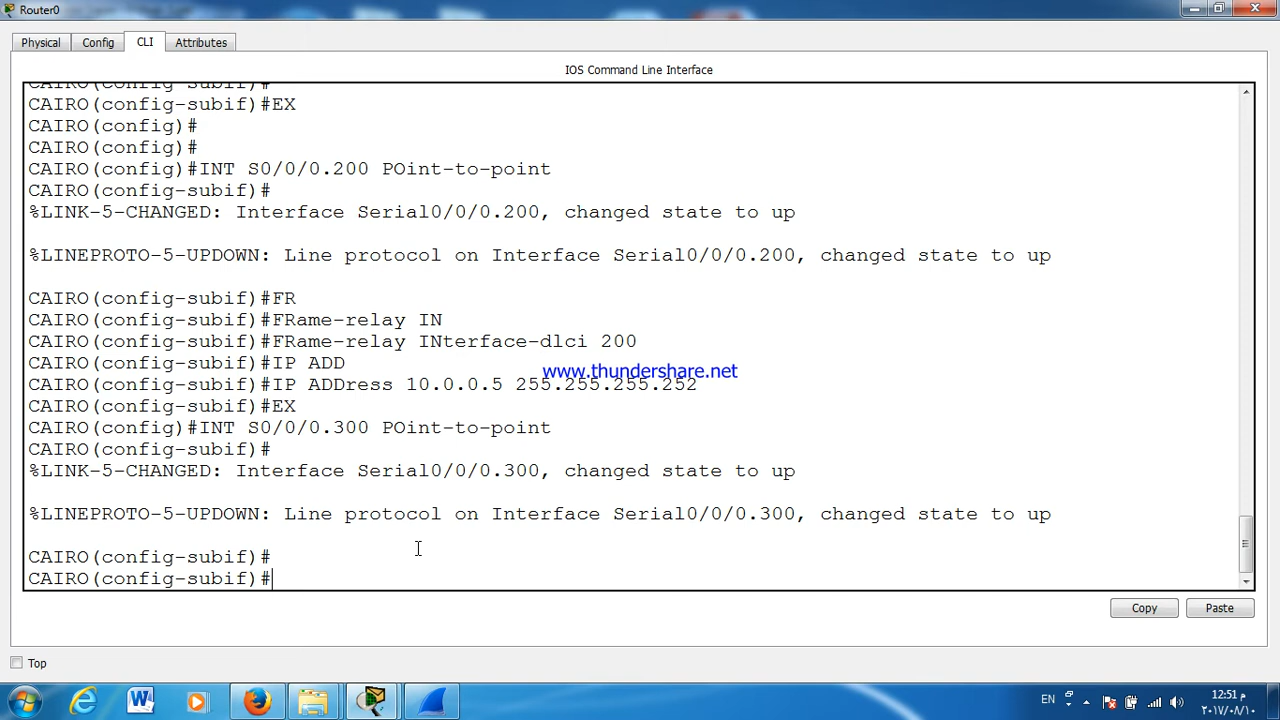 Router0
Physical
Config
CLI
Attributes
IOS Command Line Interface
CAIRO(config-subif)#
CAIRO(config-subif)#EX
CAIRO(config)#
CAIRO(config)#
CAIRO(config)#INT S0/0/0.200 POint-to-point
CAIRO(config-subif)#
%LINK-5-CHANGED: Interface Serial0/0/0.200, changed state to up
%LINEPROTO-5-UPDOWN: Line protocol on Interface Serial0/0/0.200, changed state to up
CAIRO(config-subif)#FR
CAIRO(config-subif)#FRame-relay IN
CAIRO(config-subif)#FRame-relay INterface-dlci 200
CAIRO(config-subif)#IP ADD
www.thundershare.net
CAIRO(config-subif)#IP ADDress 10.0.0.5 255.255.255.252
CAIRO(config-subif)#EX
CAIRO(config)#INT S0/0/0.300 POint-to-point
CAIRO(config-subif)#
%LINK-5-CHANGED: Interface Serial0/0/0.300, changed state to up
%LINEPROTO-5-UPDOWN: Line protocol on Interface Serial0/0/0.300, changed state to up
CAIRO(config-subif)#
CAIRO(config-subif)#
Copy
Paste
Top
EN
12:51 م
٢٠١٧/٠٨/١٠